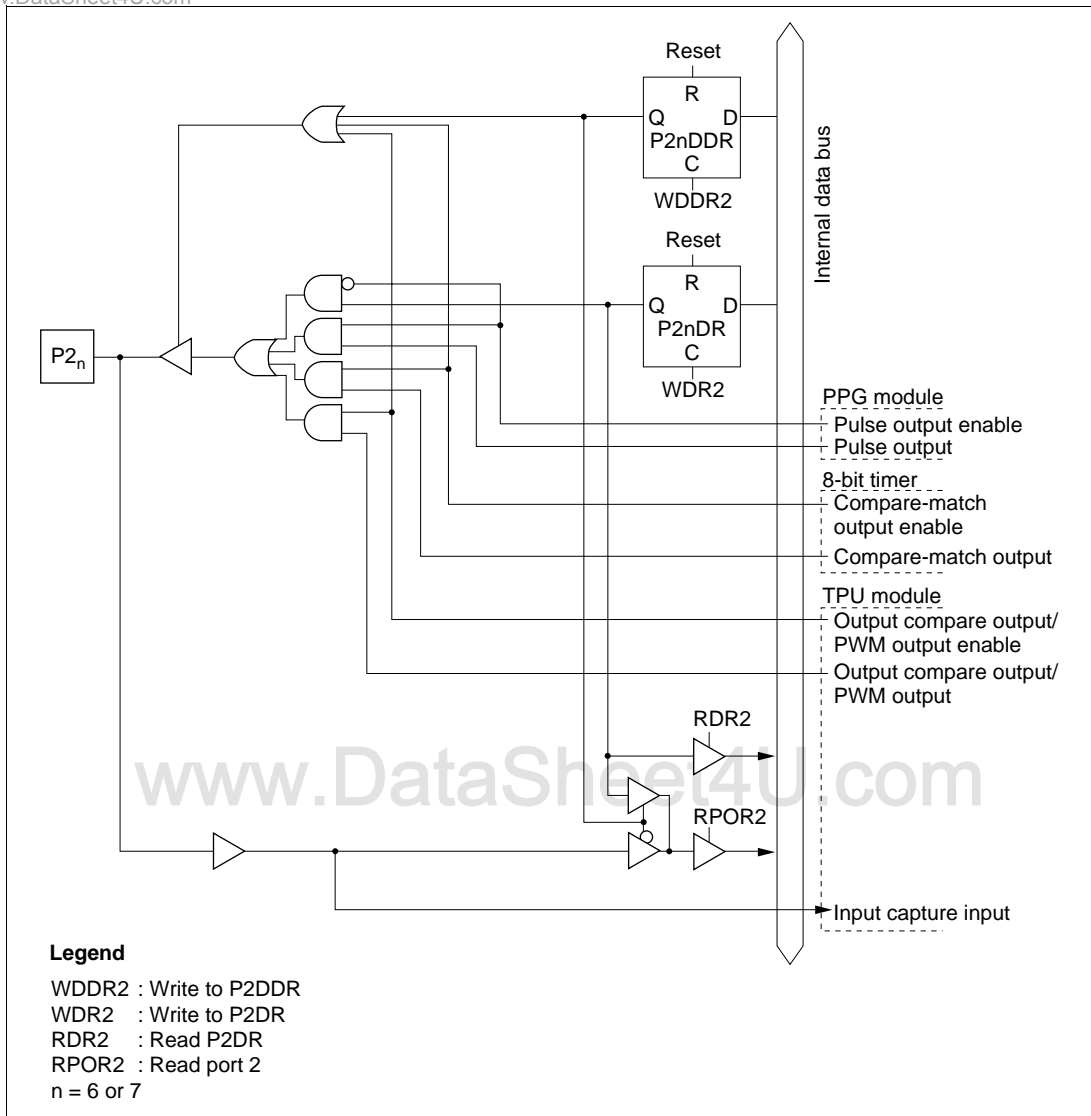 w.DataSheet4U.com
Reset
R
Q D
P2nDDR
C
WDDR2
Internal data bus
Reset
R
Q D
P2nDR
C
WDR2
P2n
PPG module
Pulse output enable
Pulse output
8-bit timer
Compare-match
output enable
Compare-match output
TPU module
Output compare output/
PWM output enable
Output compare output/
PWM output
RDR2
www.DataSheet4U.com
RPOR2
Input capture input
Legend
WDDR2 : Write to P2DDR
WDR2 : Write to P2DR
RDR2 : Read P2DR
RPOR2 : Read port 2
n = 6 or 7